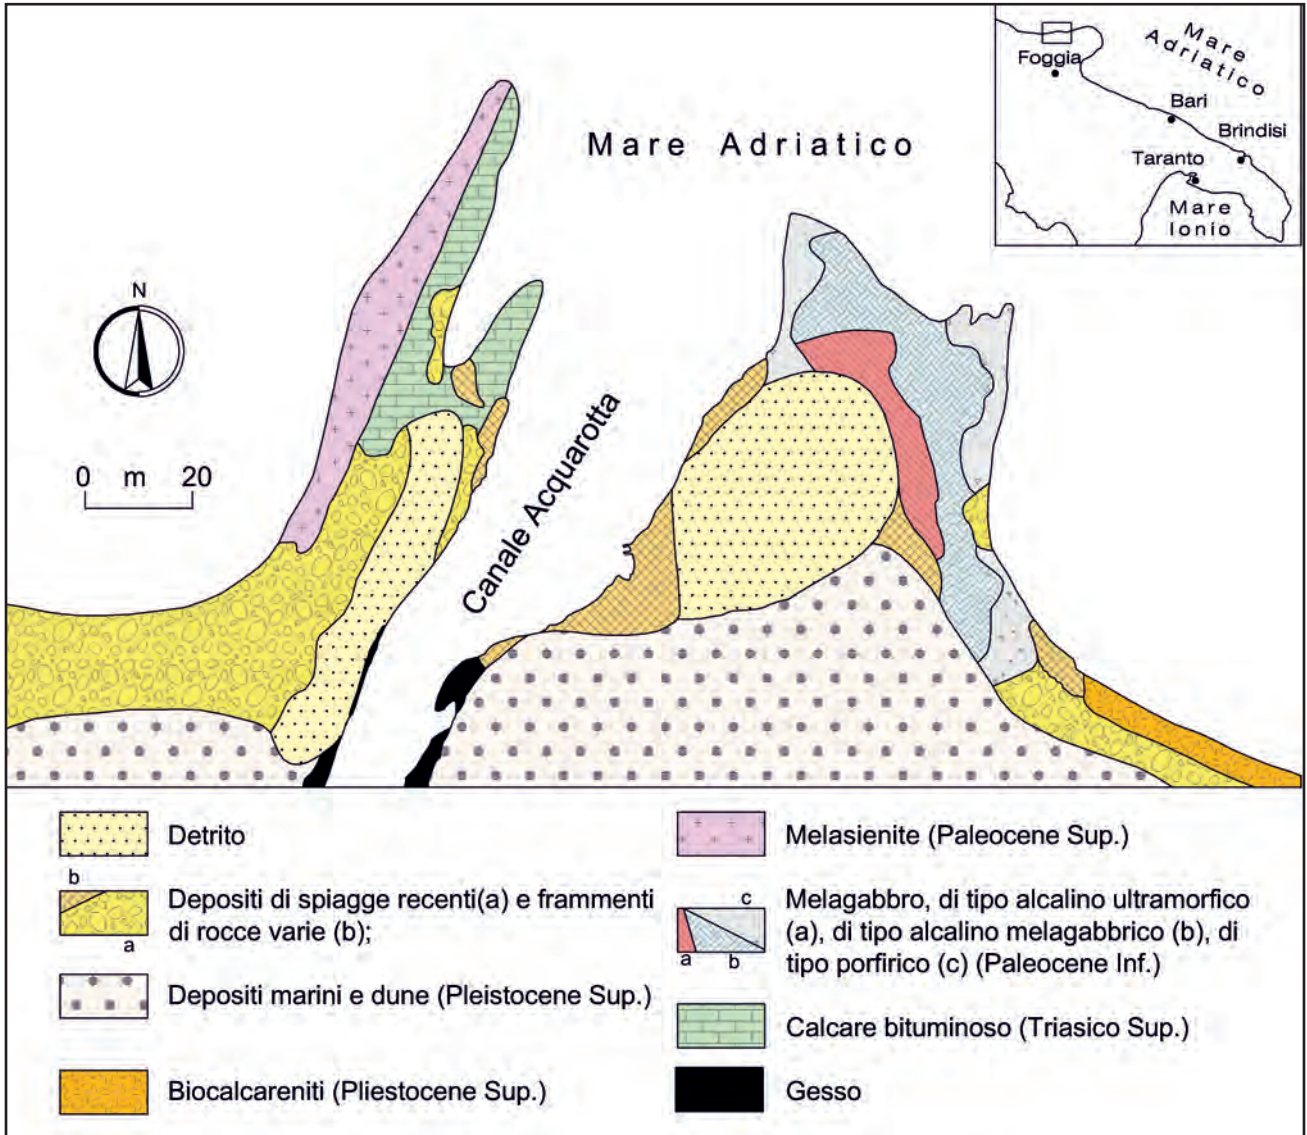 Mare Adriatico
Mare
Adriatico
Foggia
Bari
Brindisi
Taranto
Mare
Ionio
N
0 m 20
Canale Acquarotta
Detrito
b
Depositi di spiagge recenti(a) e frammenti
di rocce varie (b);
a
Depositi marini e dune (Pleistocene Sup.)
Biocalcareniti (Pliestocene Sup.)
Melasienite (Paleocene Sup.)
c
Melagabbro, di tipo alcalino ultramorfico
(a), di tipo alcalino melagabbrico (b), di
tipo porfirico (c) (Paleocene Inf.)
a b
Calcare bituminoso (Triasico Sup.)
Gesso